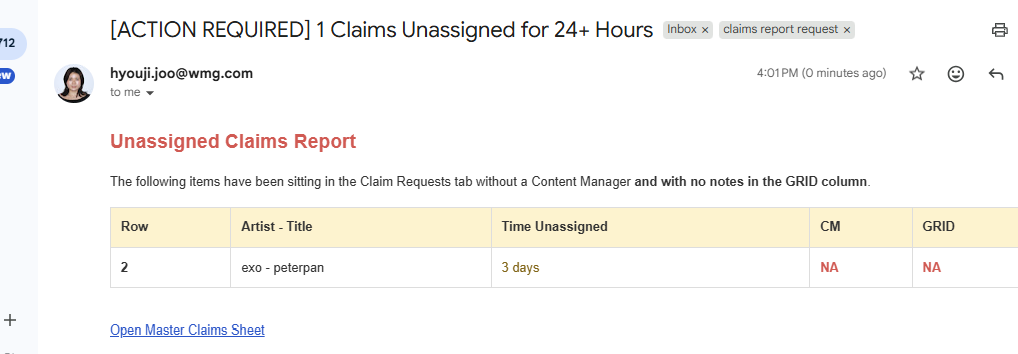 [ACTION REQUIRED] 1 Claims Unassigned for 24+ Hours Inbox × claims report request ×
712
ew
hyouji.joo@wmg.com 4:01 PM (0 minutes ago)
to me
Unassigned Claims Report
The following items have been sitting in the Claim Requests tab without a Content Manager and with no notes in the GRID column.
Row Artist - Title Time Unassigned CM GRID
2 exo - peterpan 3 days NA NA
Open Master Claims Sheet